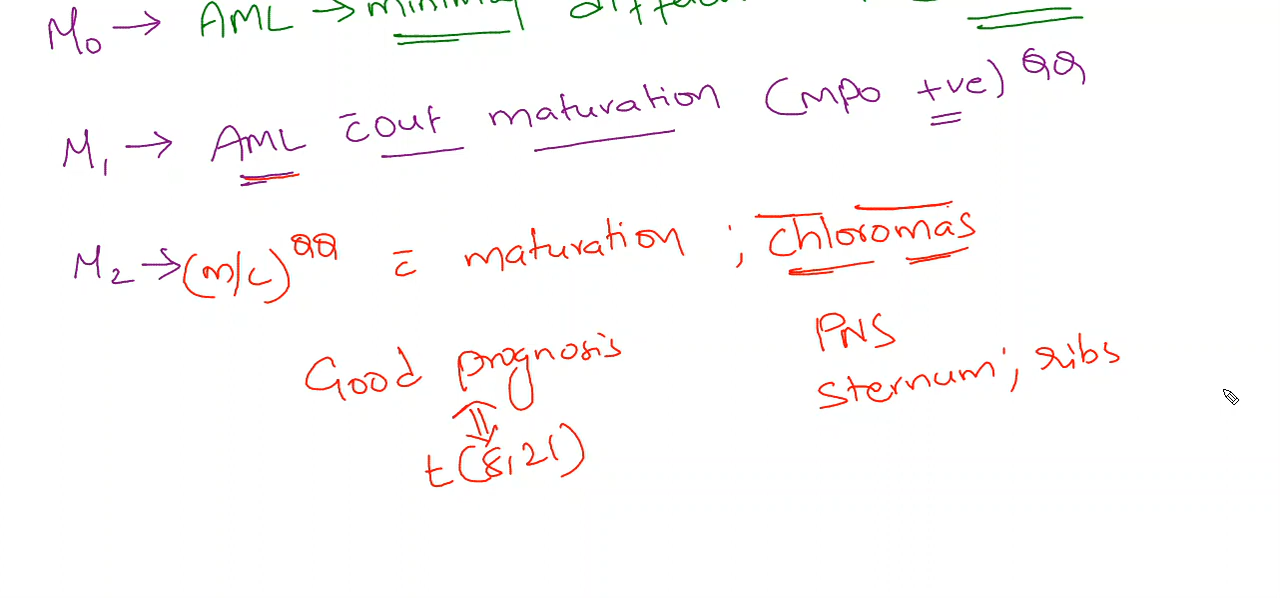 M0 → AML → minimal
M1 → AML c̄out maturation (MPO +ve) QQ
M2 → (m/c) QQ c̄ maturation ; chloromas
Good prognosis
PNS
sternum ; ribs
t(8,21)